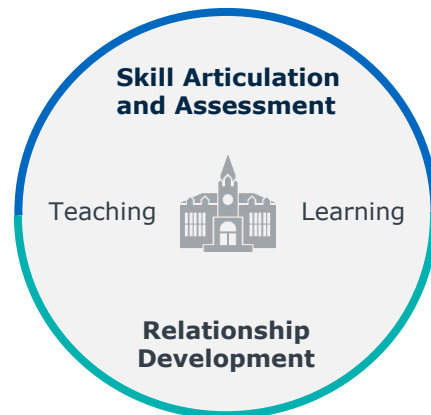 Skill Articulation
and Assessment
Teaching
Learning
Relationship
Development